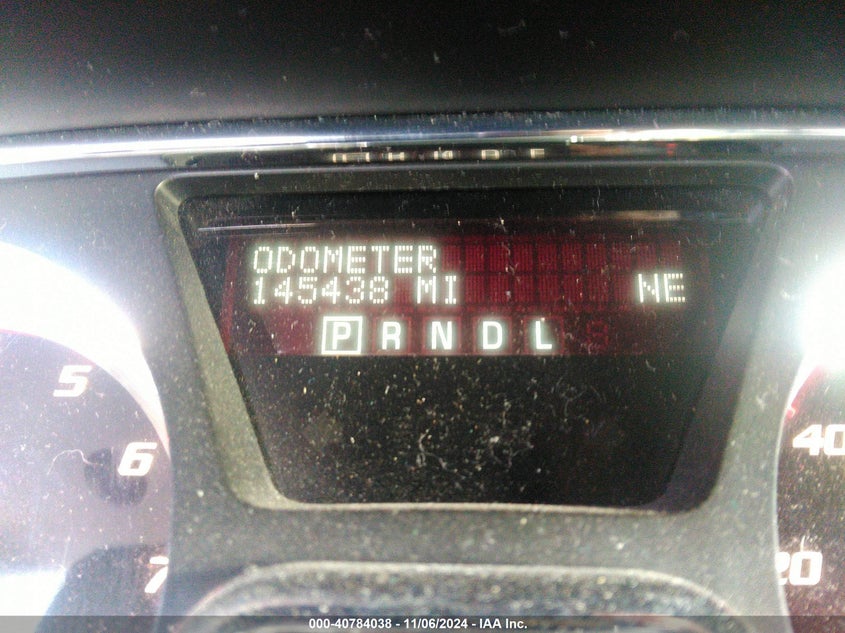 ODOMETER
145438 MI NE
P R N D L
5
6
7
40
20
000-40784038 - 11/06/2024 - IAA Inc.